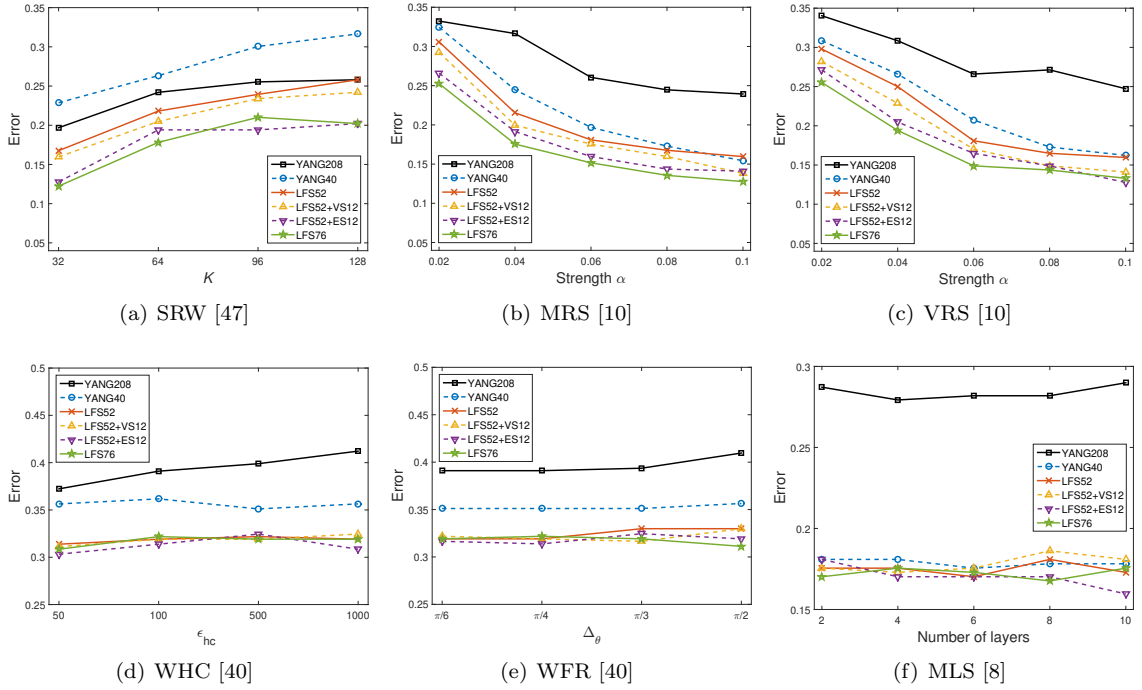 0.35
0.3
0.25
0.2
0.15
0.1
0.05
Error
32
64
96
128
K
YANG208
YANG40
LFS52
LFS52+VS12
LFS52+ES12
LFS76
(a) SRW [47]
0.35
0.3
0.25
0.2
0.15
0.1
0.05
Error
0.02
0.04
0.06
0.08
0.1
Strength α
YANG208
YANG40
LFS52
LFS52+VS12
LFS52+ES12
LFS76
(b) MRS [10]
0.35
0.3
0.25
0.2
0.15
0.1
0.05
Error
0.02
0.04
0.06
0.08
0.1
Strength α
YANG208
YANG40
LFS52
LFS52+VS12
LFS52+ES12
LFS76
(c) VRS [10]
0.5
0.45
0.4
0.35
0.3
0.25
Error
50
100
500
1000
ϵhc
YANG208
YANG40
LFS52
LFS52+VS12
LFS52+ES12
LFS76
(d) WHC [40]
0.5
0.45
0.4
0.35
0.3
0.25
Error
π/6
π/4
π/3
π/2
Δθ
YANG208
YANG40
LFS52
LFS52+VS12
LFS52+ES12
LFS76
(e) WFR [40]
0.3
0.25
0.2
0.15
Error
2
4
6
8
10
Number of layers
YANG208
YANG40
LFS52
LFS52+VS12
LFS52+ES12
LFS76
(f) MLS [8]